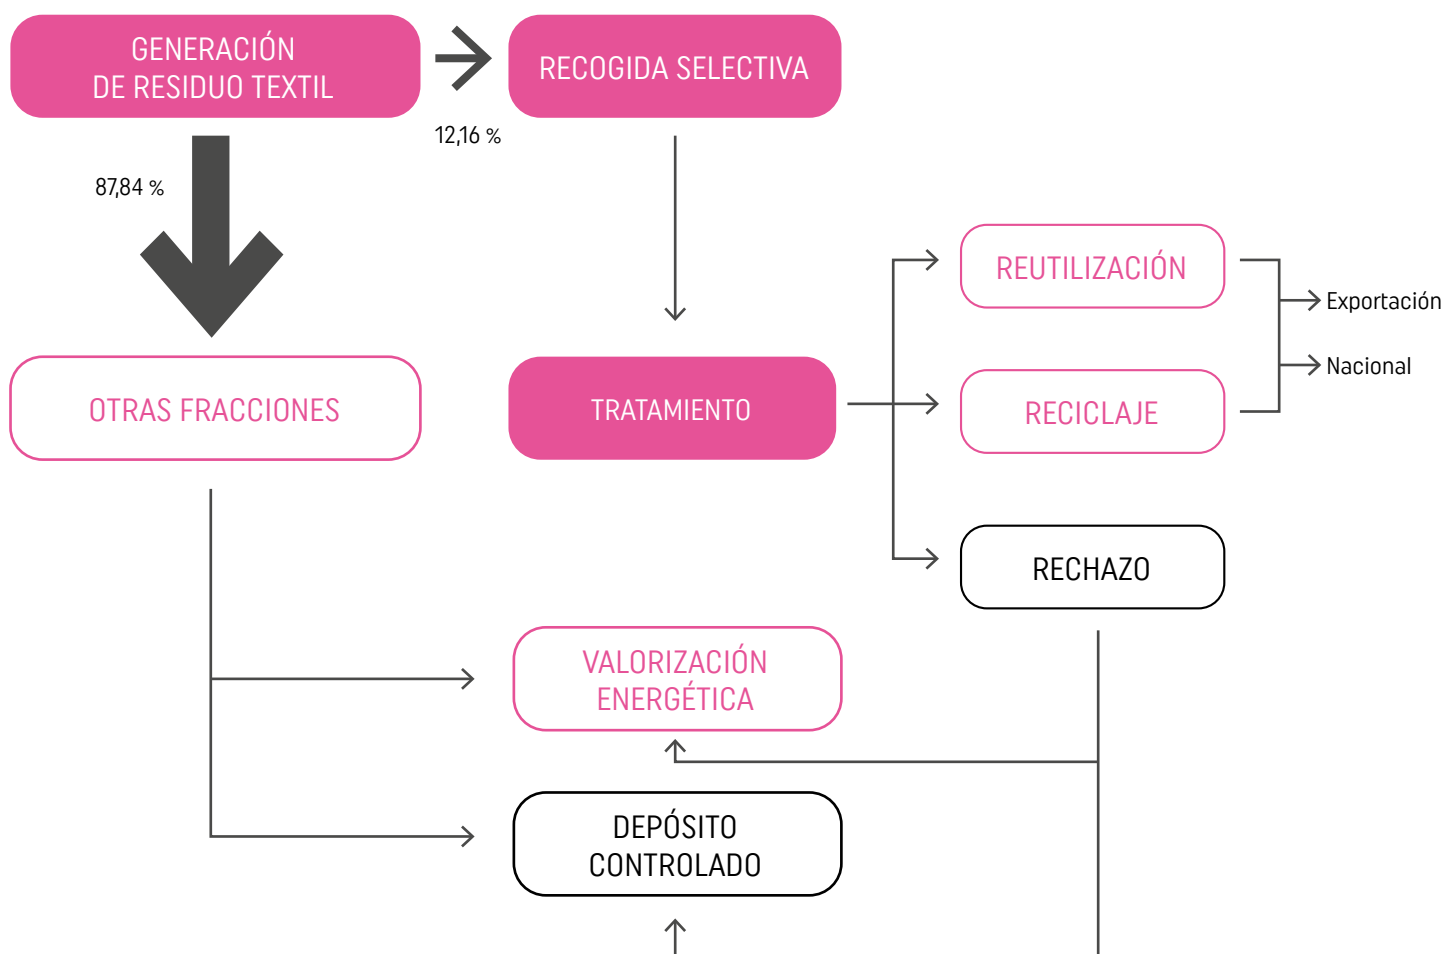 GENERACIÓN
DE RESIDUO TEXTIL
RECOGIDA SELECTIVA
12,16 %
87,84 %
REUTILIZACIÓN
Exportación
Nacional
OTRAS FRACCIONES
TRATAMIENTO
RECICLAJE
RECHAZO
VALORIZACIÓN
ENERGÉTICA
DEPÓSITO
CONTROLADO